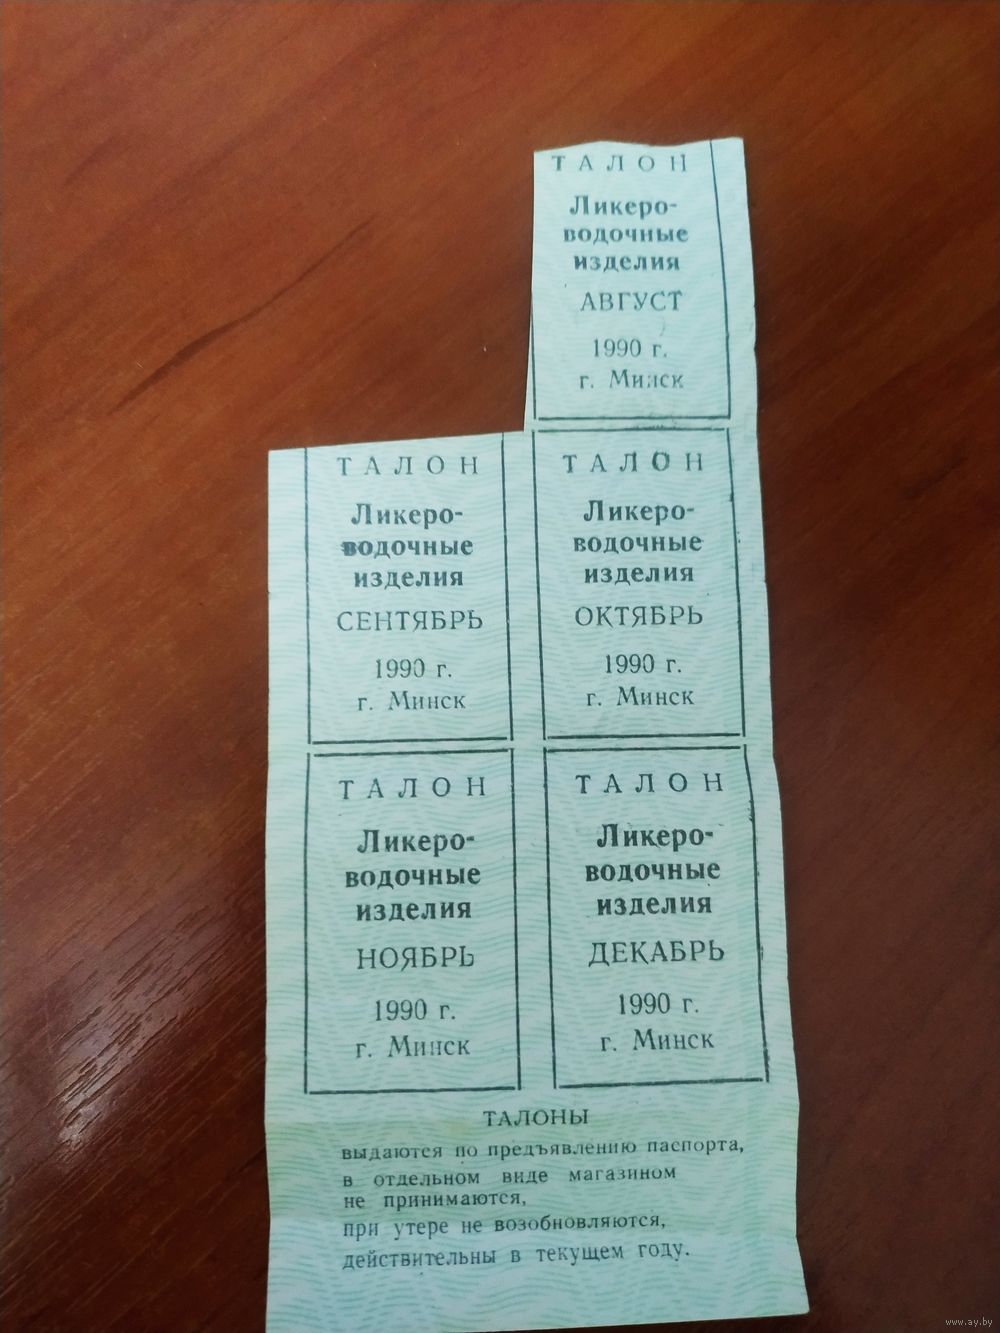 ТАЛОН
Ликеро-
водочные
изделия
АВГУСТ
1990 г.
г. Минск
ТАЛОН
Ликеро-
водочные
изделия
СЕНТЯБРЬ
1990 г.
г. Минск
ТАЛОН
Ликеро-
водочные
изделия
ОКТЯБРЬ
1990 г.
г. Минск
ТАЛОН
Ликеро-
водочные
изделия
НОЯБРЬ
1990 г.
г. Минск
ТАЛОН
Ликеро-
водочные
изделия
ДЕКАБРЬ
1990 г.
г. Минск
ТАЛОНЫ
выдаются по предъявлению паспорта,
в отдельном виде магазином
не принимаются,
при утере не возобновляются,
действительны в текущем году.
www.ay.by